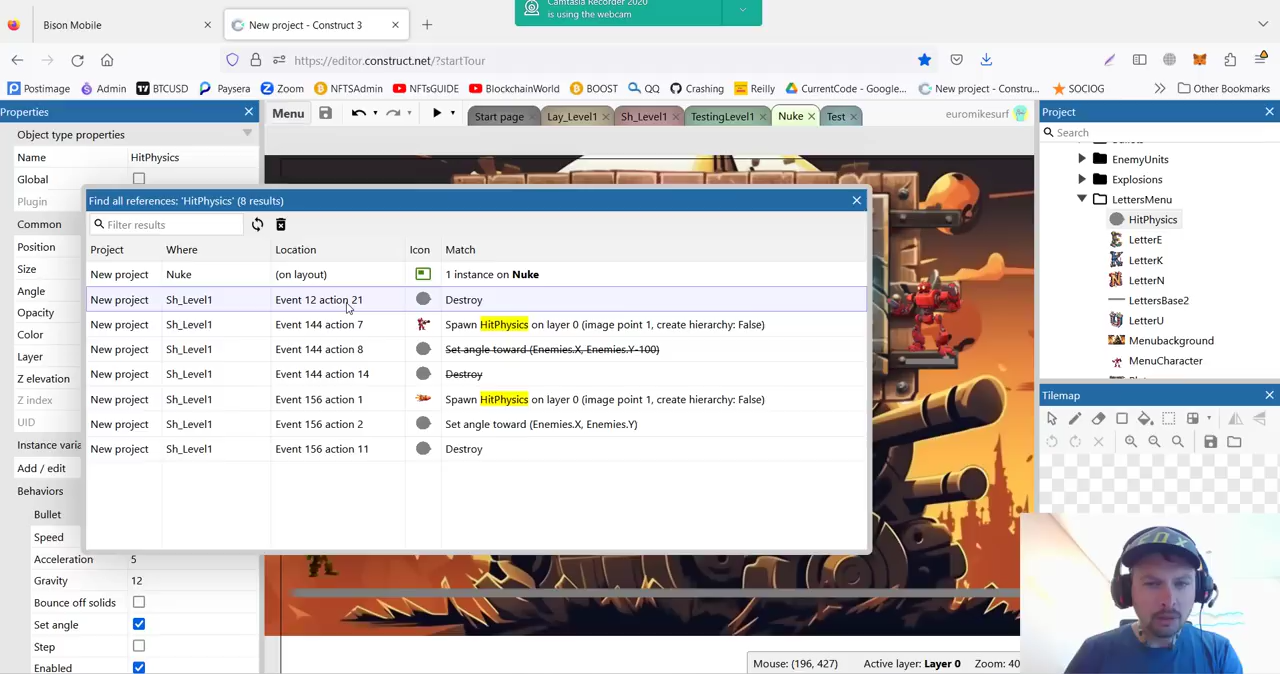 Camtasia Recorder 2020
is using the webcam
Bison Mobile
New project - Construct 3
https://editor.construct.net/?startTour
Postimage Admin BTCUSD Paysera Zoom NFTSAdmin NFTsGUIDE BlockchainWorld BOOST QQ Crashing Reilly CurrentCode - Google... New project - Constru... SOCIOG Other Bookmarks
Properties
Menu
Start page Lay_Level1 Sh_Level1 TestingLevel1 Nuke Test
euromikesurf
Project
Object type properties
Search
Name HitPhysics
Global
Plugin
Common
Position
Size
Angle
Opacity
Color
Layer
Z elevation
Z index
UID
Instance varia
Add / edit
Behaviors
Bullet
Speed
Acceleration 5
Gravity 12
Bounce off solids
Set angle
Step
Enabled
Find all references: 'HitPhysics' (8 results)
Filter results
Project Where Location Icon Match
New project Nuke (on layout) 1 instance on Nuke
New project Sh_Level1 Event 12 action 21 Destroy
New project Sh_Level1 Event 144 action 7 Spawn HitPhysics on layer 0 (image point 1, create hierarchy: False)
New project Sh_Level1 Event 144 action 8 Set angle toward (Enemies.X, Enemies.Y-100)
New project Sh_Level1 Event 144 action 14 Destroy
New project Sh_Level1 Event 156 action 1 Spawn HitPhysics on layer 0 (image point 1, create hierarchy: False)
New project Sh_Level1 Event 156 action 2 Set angle toward (Enemies.X, Enemies.Y)
New project Sh_Level1 Event 156 action 11 Destroy
EnemyUnits
Explosions
LettersMenu
HitPhysics
LetterE
LetterK
LetterN
LettersBase2
LetterU
Menubackground
MenuCharacter
Tilemap
Mouse: (196, 427) Active layer: Layer 0 Zoom: 40